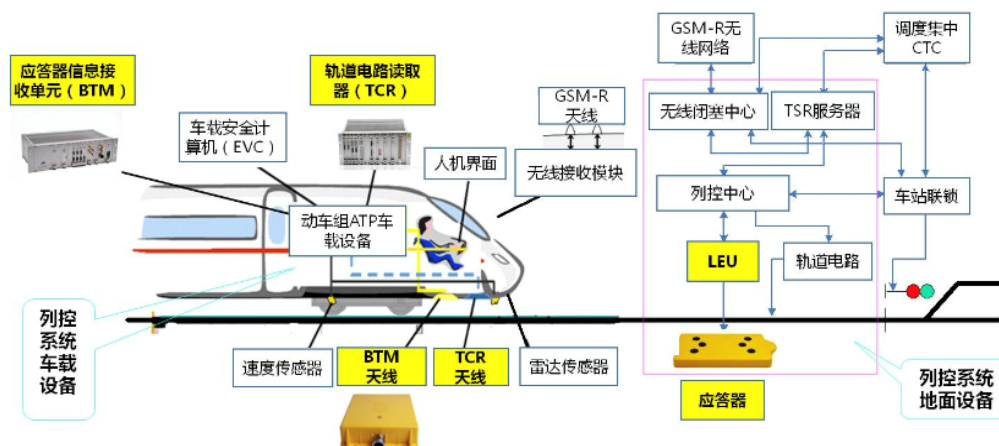 应答器信息接
收单元（BTM）
轨道电路读取
器（TCR）
GSM-R
天线
GSM-R无
线网络
调度集中
CTC
车载安全计
算机（EVC）
人机界面
无线接收模块
无线闭塞中心
TSR服务器
动车组ATP车
载设备
列控中心
车站联锁
LEU
轨道电路
列控
系统
车载
设备
速度传感器
BTM
天线
TCR
天线
雷达传感器
应答器
列控系统
地面设备